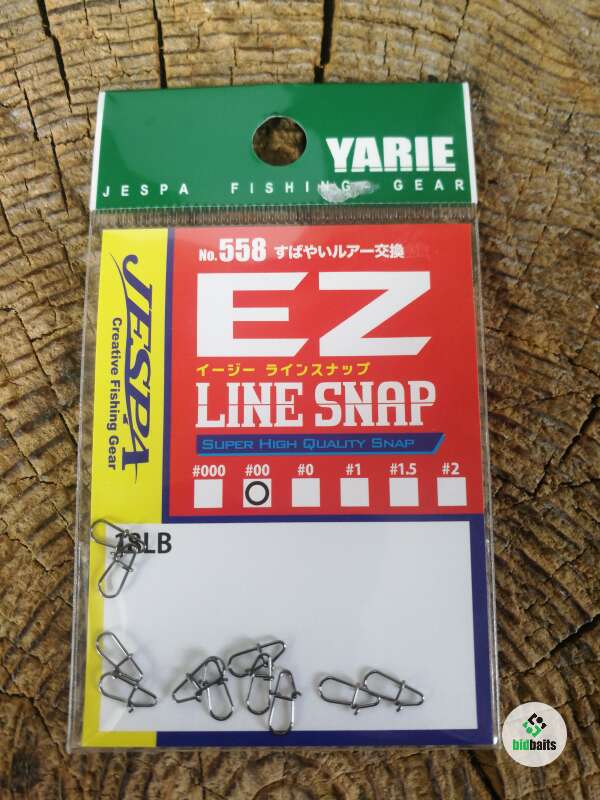 YARIE
JESPA FISHING GEAR
No.558 すばやいルアー交換
EZ
イージー ラインスナップ
LINE SNAP
SUPER HIGH QUALITY SNAP
#000 #00 #0 #1 #1.5 #2
JESPA
Creative Fishing Gear
18LB
bidbaits